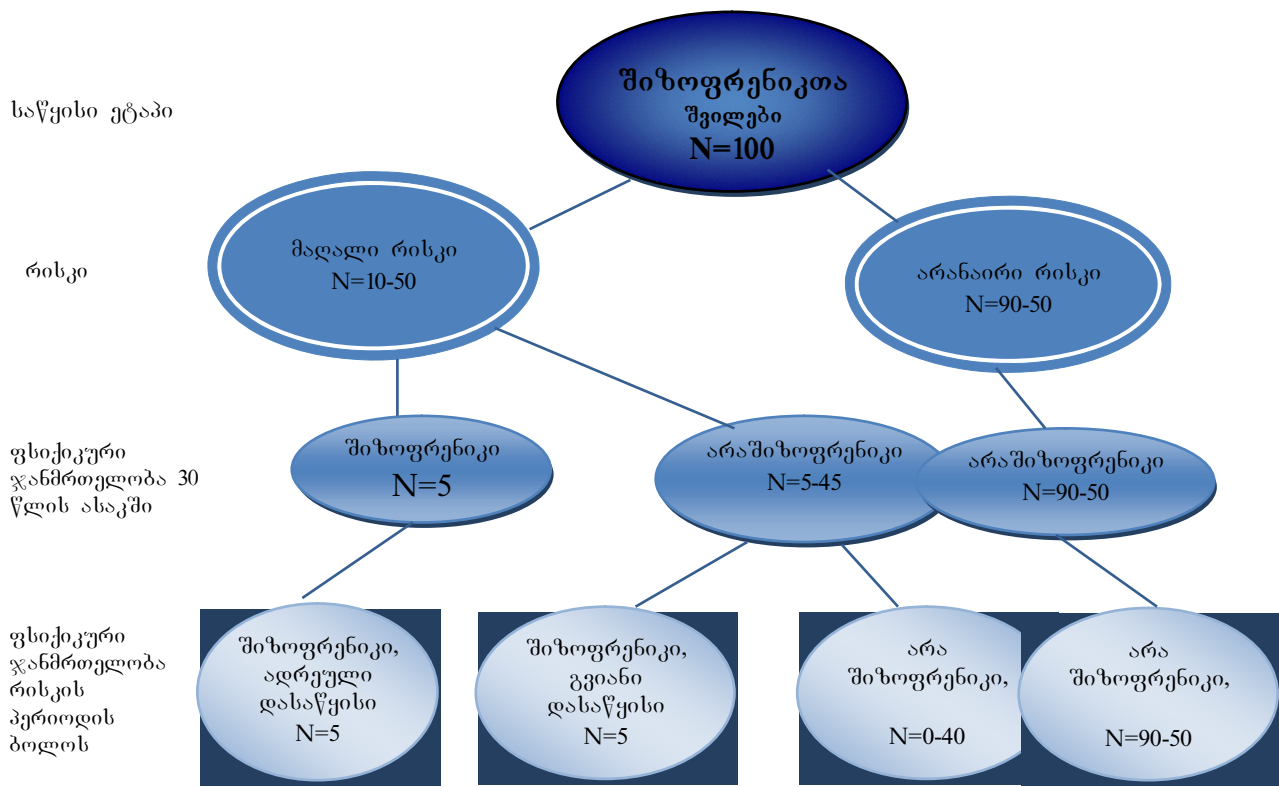 საწყისი ეტაპი
შიზოფრენიკთა
შვილები
N=100
რისკი
მაღალი რისკი
N=10-50
არანაირი რისკი
N=90-50
ფსიქიკური
ჯანმრთელობა 30
წლის ასაკში
შიზოფრენიკი
N=5
არაშიზოფრენიკი
N=5-45
არაშიზოფრენიკი
N=90-50
ფსიქიკური
ჯანმრთელობა
რისკის
პერიოდის
ბოლოს
შიზოფრენიკი,
ადრეული
დასაწყისი
N=5
შიზოფრენიკი,
გვიანი
დასაწყისი
N=5
არა
შიზოფრენიკი,
N=0-40
არა
შიზოფრენიკი,
N=90-50